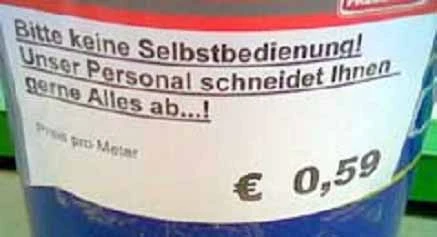 Bitte keine Selbstbedienung!
Unser Personal schneidet Ihnen
gerne Alles ab...!
Preis pro Meter
€ 0,59